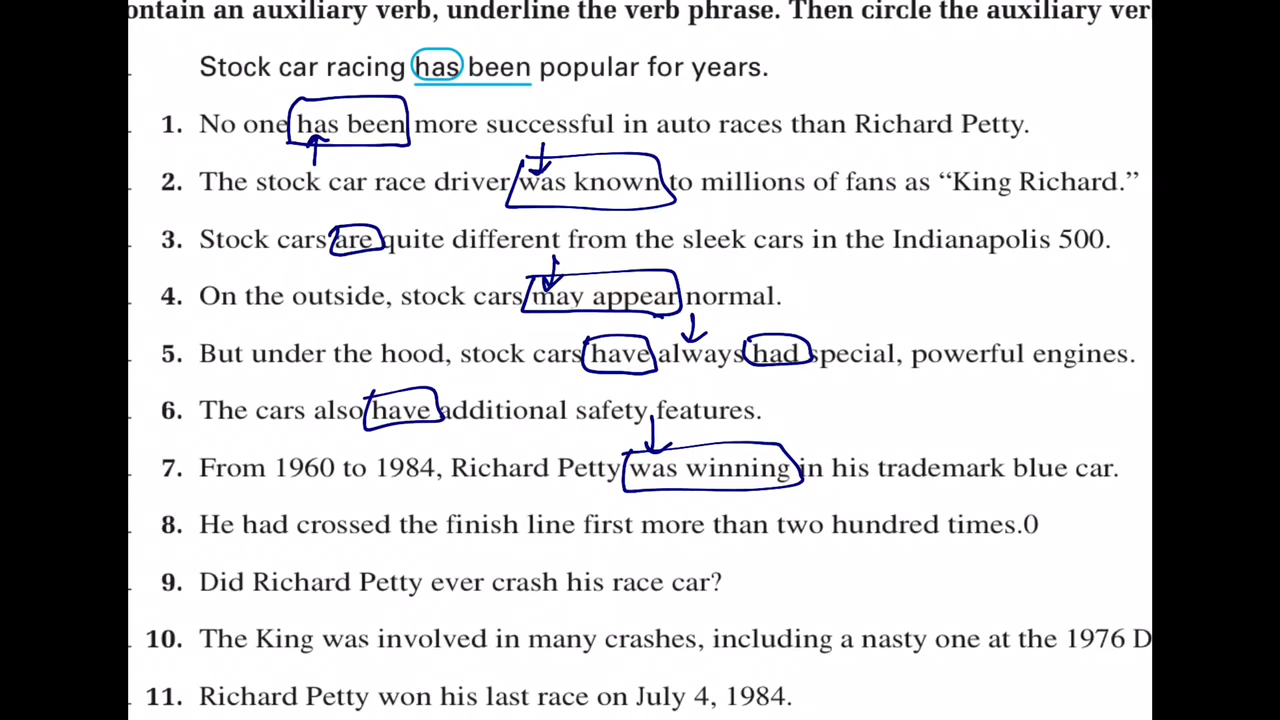 ontain an auxiliary verb, underline the verb phrase. Then circle the auxiliary ver
Stock car racing has been popular for years.
1. No one has been more successful in auto races than Richard Petty.
2. The stock car race driver was known to millions of fans as “King Richard.”
3. Stock cars are quite different from the sleek cars in the Indianapolis 500.
4. On the outside, stock cars may appear normal.
5. But under the hood, stock cars have always had special, powerful engines.
6. The cars also have additional safety features.
7. From 1960 to 1984, Richard Petty was winning in his trademark blue car.
8. He had crossed the finish line first more than two hundred times.0
9. Did Richard Petty ever crash his race car?
10. The King was involved in many crashes, including a nasty one at the 1976 D
11. Richard Petty won his last race on July 4, 1984.